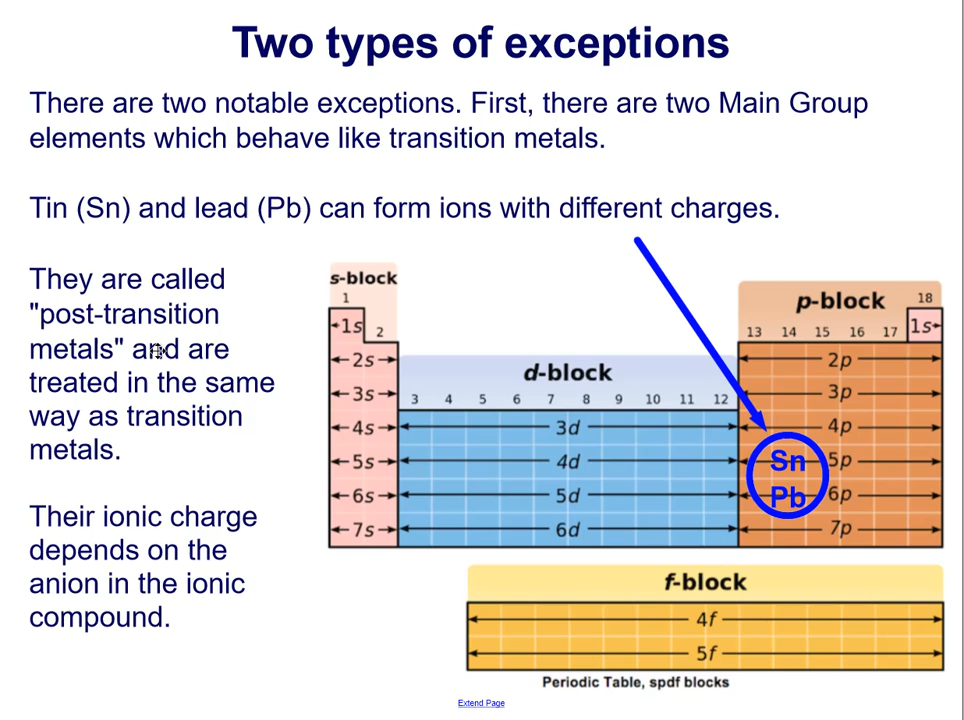 Two types of exceptions
There are two notable exceptions. First, there are two Main Group
elements which behave like transition metals.
Tin (Sn) and lead (Pb) can form ions with different charges.
They are called
"post-transition
metals" and are
treated in the same
way as transition
metals.
Their ionic charge
depends on the
anion in the ionic
compound.
s-block
1
1s
2
2s
3s
4s
5s
6s
7s
d-block
3 4 5 6 7 8 9 10 11 12
3d
4d
5d
6d
p-block
18
13 14 15 16 17 1s
2p
3p
4p
Sn 5p
Pb 6p
7p
f-block
4f
5f
Periodic Table, spdf blocks
Extend Page